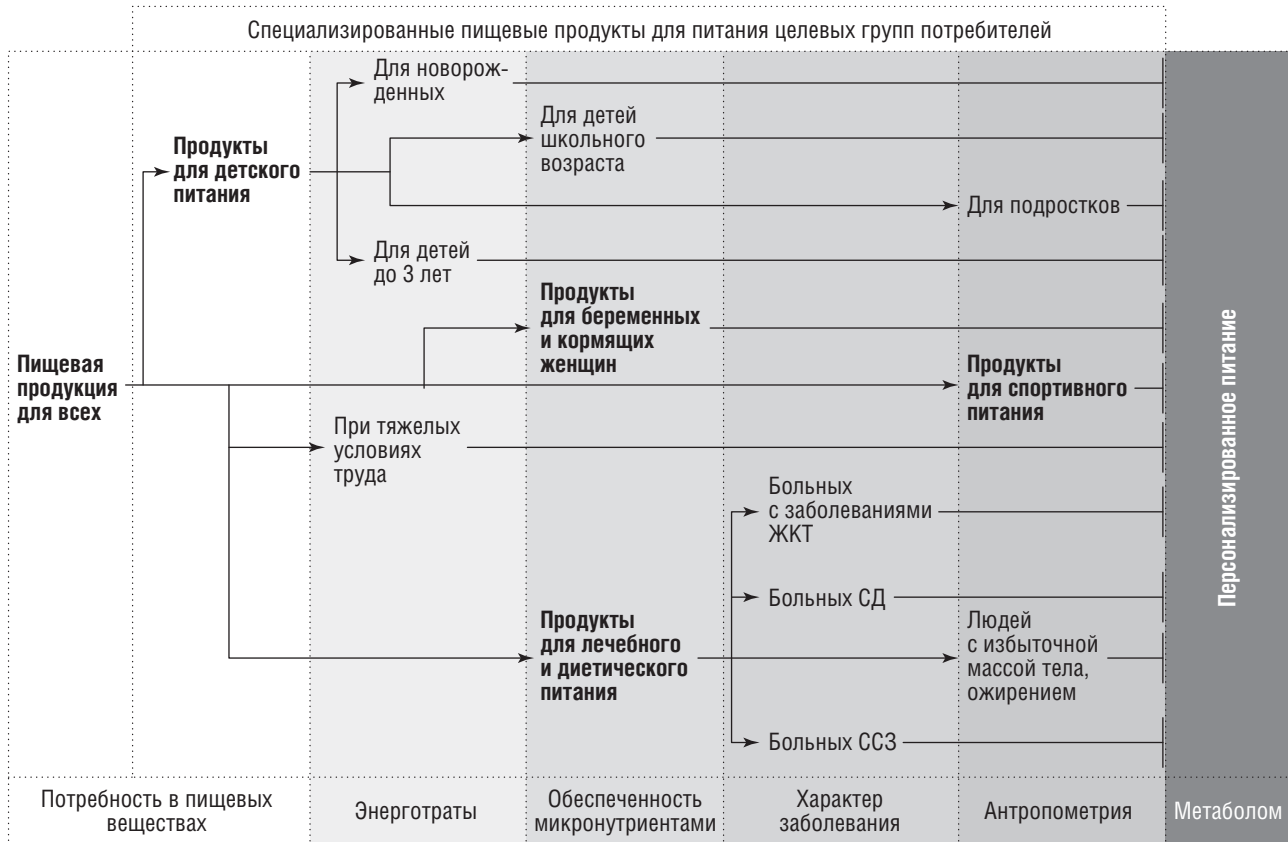 Специализированные пищевые продукты для питания целевых групп потребителей
Для новорож-
денных
Для детей
школьного
возраста
Продукты
для детского
питания
Для подростков
Для детей
до 3 лет
Продукты
для беременных
и кормящих
женщин
Пищевая
продукция
для всех
Продукты
для спортивного
питания
При тяжелых
условиях
труда
Больных
с заболеваниями
ЖКТ
Больных СД
Продукты
для лечебного
и диетического
питания
Людей
с избыточной
массой тела,
ожирением
Больных ССЗ
Персонализированное питание
Потребность в пищевых
веществах
Энерготраты
Обеспеченность
микронутриентами
Характер
заболевания
Антропометрия
Метаболом